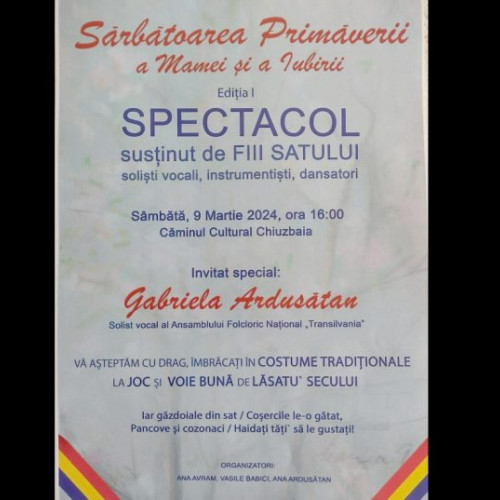 Sărbătoarea Primăverii
a Mamei și a Iubirii
Ediția I
SPECTACOL
susținut de FIII SATULUI
soliști vocali, instrumentiști, dansatori
Sâmbătă, 9 Martie 2024, ora 16:00
Căminul Cultural Chiuzbaia
Invitat special:
Gabriela Ardusătan
Solist vocal al Ansamblului Folcloric Național „Transilvania"
VĂ AȘTEPTĂM CU DRAG, ÎMBRĂCAȚI ÎN COSTUME TRADIȚIONALE
LA JOC ȘI VOIE BUNĂ DE LĂSATU` SECULUI
Iar găzdoiale din sat / Coșercile le-o gătat,
Pancove și cozonaci / Haidați tăți` să le gustați!
ORGANIZATORI:
ANA AVRAM, VASILE BABICI, ANA ARDUSĂTAN